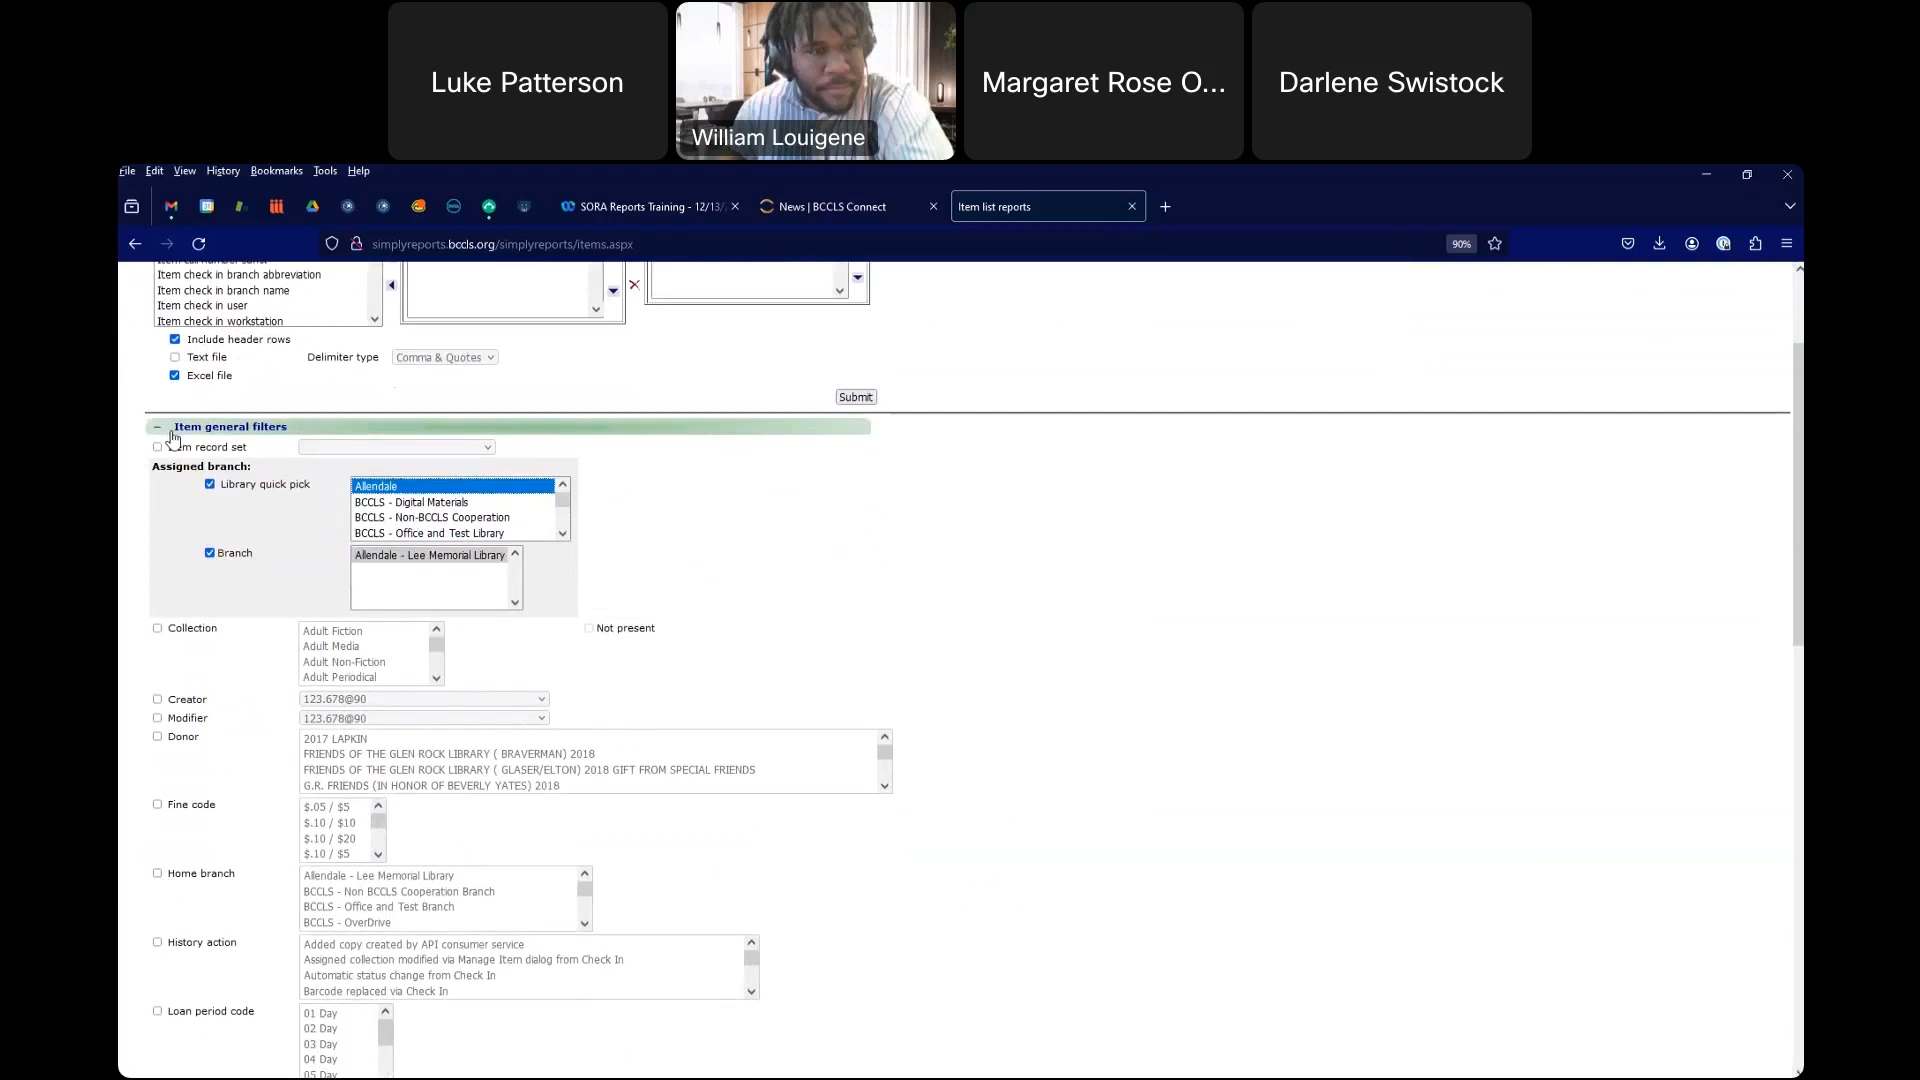 Luke Patterson
William Louigene
Margaret Rose O...
Darlene Swistock
File Edit View History Bookmarks Tools Help
SORA Reports Training - 12/13/
News | BCCLS Connect
Item list reports
simplyreports.bccls.org/simplyreports/items.aspx
90%
Item check in branch abbreviation
Item check in branch name
Item check in user
Item check in workstation
Include header rows
Text file
Delimiter type
Comma & Quotes
Excel file
Submit
Item general filters
Item record set
Assigned branch:
Library quick pick
Allendale
BCCLS - Digital Materials
BCCLS - Non-BCCLS Cooperation
BCCLS - Office and Test Library
Branch
Allendale - Lee Memorial Library
Collection
Adult Fiction
Adult Media
Adult Non-Fiction
Adult Periodical
Not present
Creator
123.678@90
Modifier
123.678@90
Donor
2017 LAPKIN
FRIENDS OF THE GLEN ROCK LIBRARY ( BRAVERMAN) 2018
FRIENDS OF THE GLEN ROCK LIBRARY ( GLASER/ELTON) 2018 GIFT FROM SPECIAL FRIENDS
G.R. FRIENDS (IN HONOR OF BEVERLY YATES) 2018
Fine code
$.05 / $5
$.10 / $10
$.10 / $20
$.10 / $5
Home branch
Allendale - Lee Memorial Library
BCCLS - Non BCCLS Cooperation Branch
BCCLS - Office and Test Branch
BCCLS - OverDrive
History action
Added copy created by API consumer service
Assigned collection modified via Manage Item dialog from Check In
Automatic status change from Check In
Barcode replaced via Check In
Loan period code
01 Day
02 Day
03 Day
04 Day
05 Day